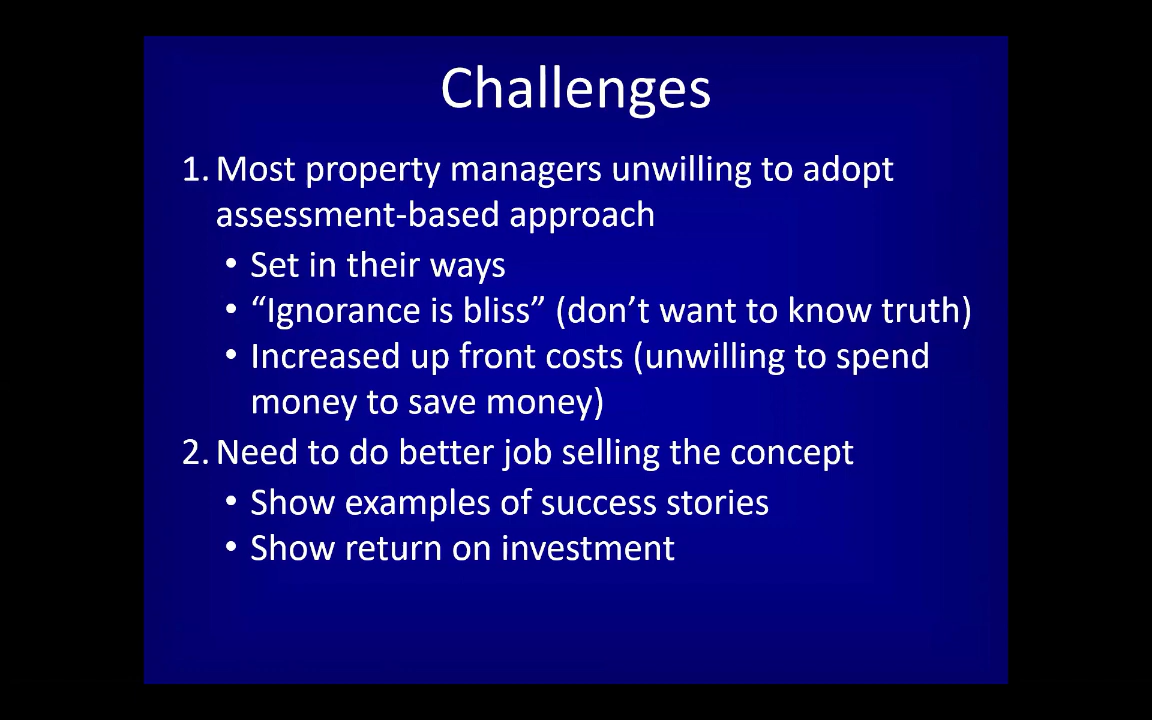 Challenges
1. Most property managers unwilling to adopt
assessment-based approach
• Set in their ways
• “Ignorance is bliss” (don’t want to know truth)
• Increased up front costs (unwilling to spend
money to save money)
2. Need to do better job selling the concept
• Show examples of success stories
• Show return on investment